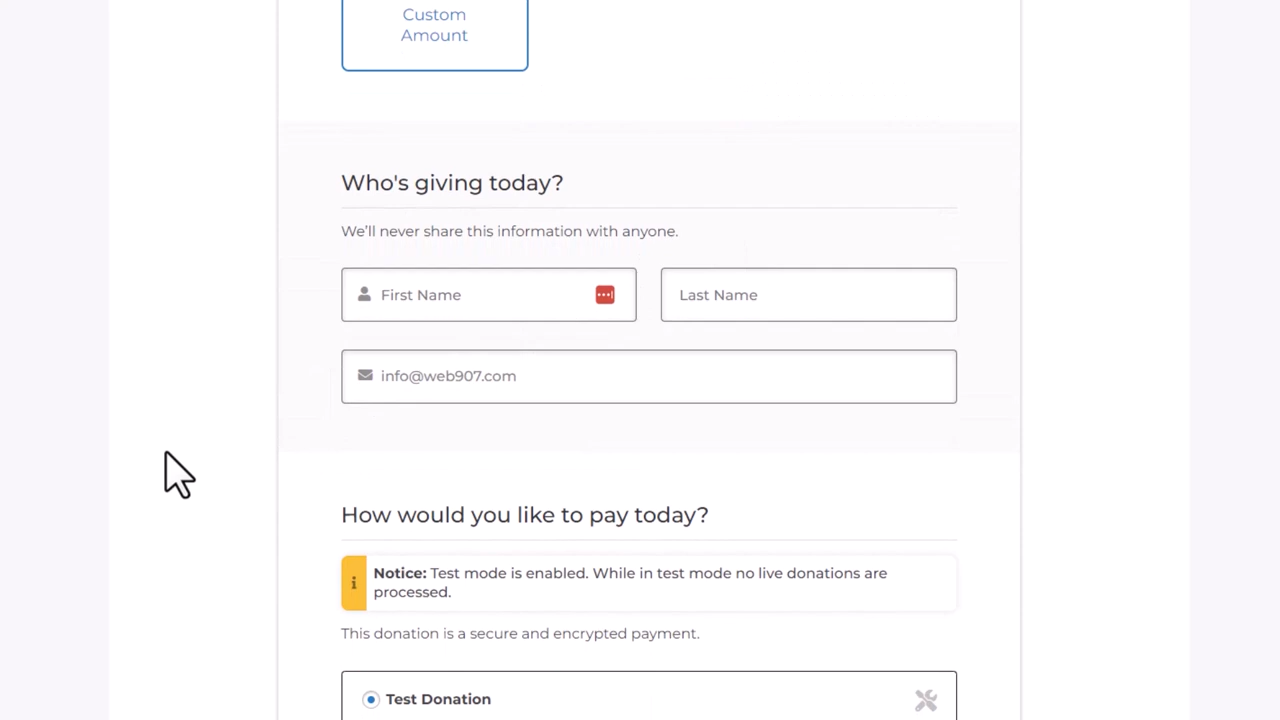 Custom
Amount
Who's giving today?
We’ll never share this information with anyone.
First Name
Last Name
info@web907.com
How would you like to pay today?
Notice: Test mode is enabled. While in test mode no live donations are
processed.
This donation is a secure and encrypted payment.
Test Donation